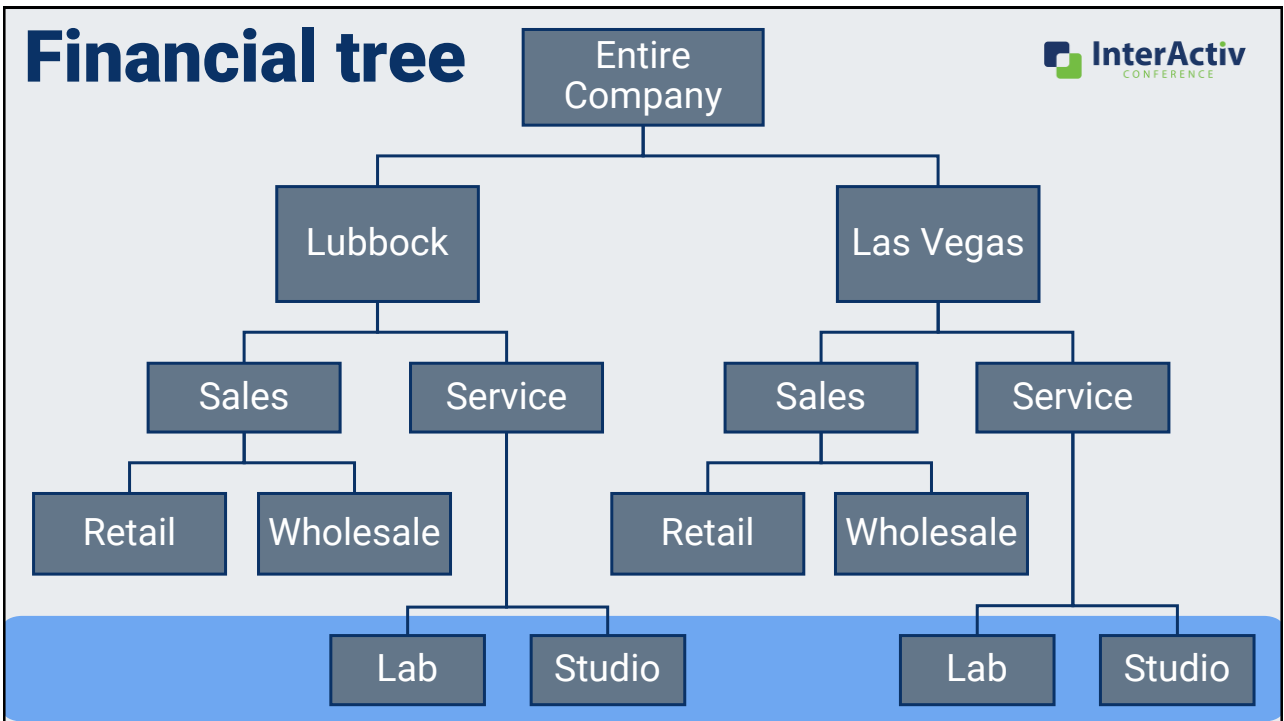 Financial tree
Entire
Company
InterActiv
CONFERENCE
Lubbock
Las Vegas
Sales
Service
Sales
Service
Retail
Wholesale
Retail
Wholesale
Lab
Studio
Lab
Studio